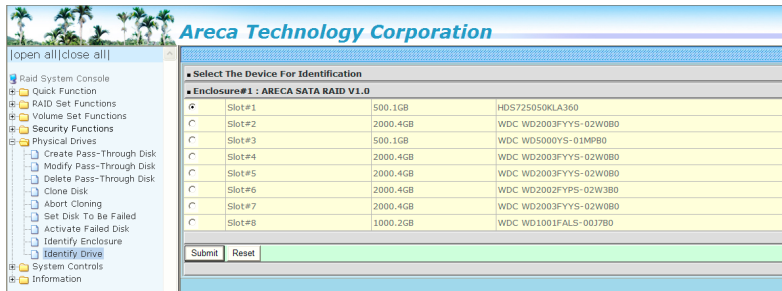 Areca Technology Corporation
|open all|close all|
Raid System Console
Quick Function
RAID Set Functions
Volume Set Functions
Security Functions
Physical Drives
Create Pass-Through Disk
Modify Pass-Through Disk
Delete Pass-Through Disk
Clone Disk
Abort Cloning
Set Disk To Be Failed
Activate Failed Disk
Identify Enclosure
Identify Drive
System Controls
Information
Select The Device For Identification
Enclosure#1 : ARECA SATA RAID V1.0
Slot#1 500.1GB HDS725050KLA360
Slot#2 2000.4GB WDC WD2003FYYS-02W0B0
Slot#3 500.1GB WDC WD5000YS-01MPB0
Slot#4 2000.4GB WDC WD2003FYYS-02W0B0
Slot#5 2000.4GB WDC WD2003FYYS-02W0B0
Slot#6 2000.4GB WDC WD2002FYPS-02W3B0
Slot#7 2000.4GB WDC WD2003FYYS-02W0B0
Slot#8 1000.2GB WDC WD1001FALS-00J7B0
Submit Reset